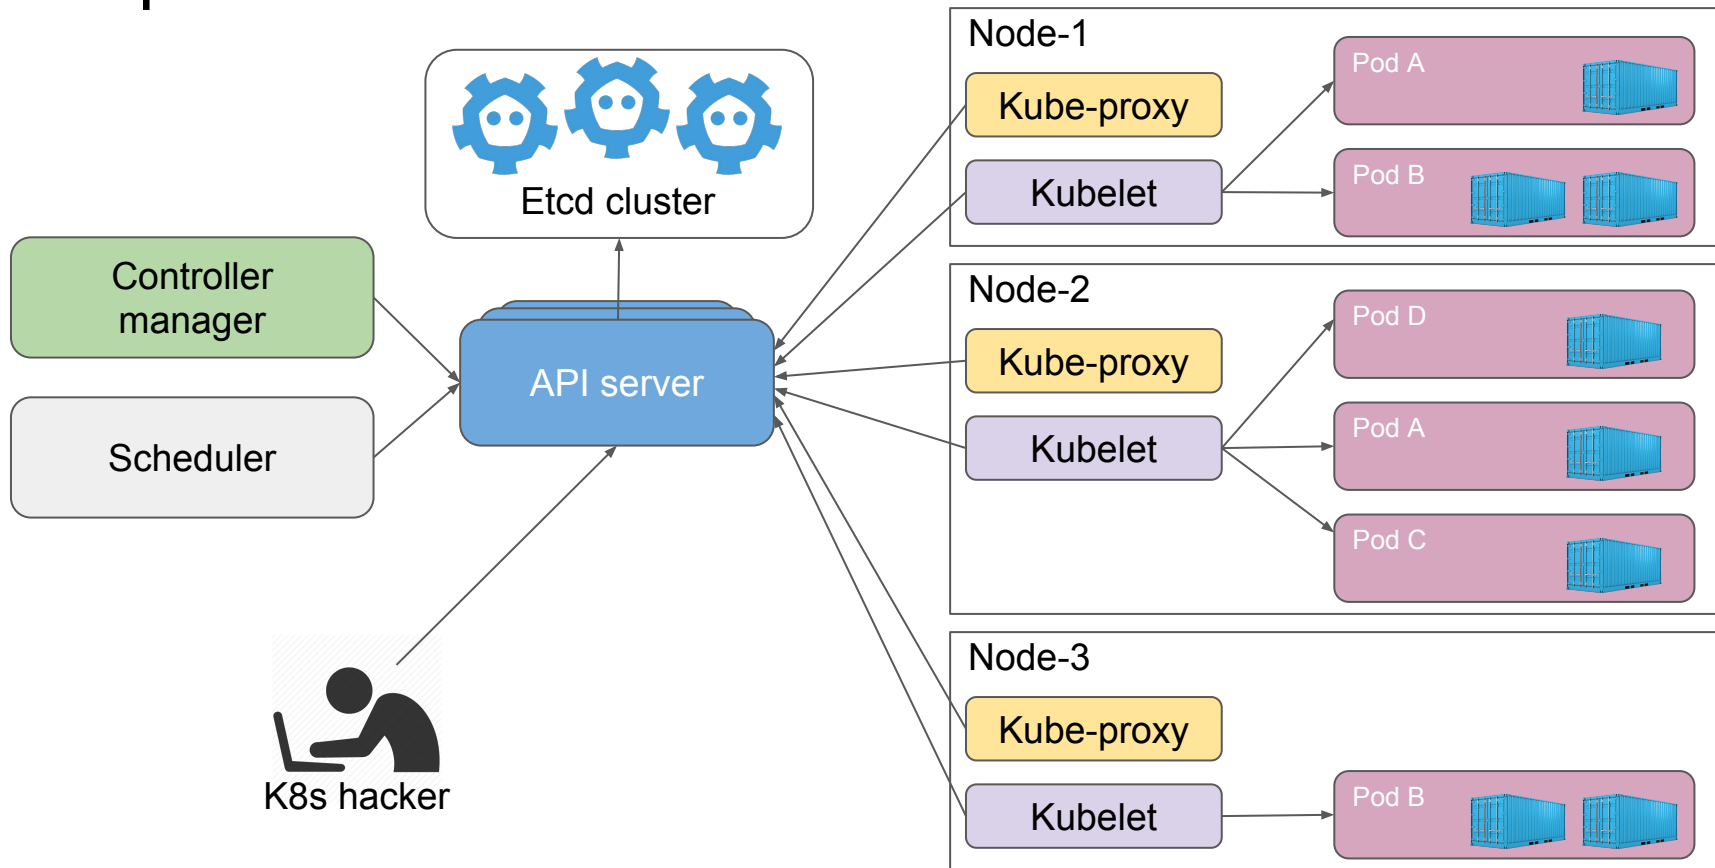 Etcd cluster
Controller
manager
Scheduler
API server
K8s hacker
Node-1
Kube-proxy
Kubelet
Pod A
Pod B
Node-2
Kube-proxy
Kubelet
Pod D
Pod A
Pod C
Node-3
Kube-proxy
Kubelet
Pod B